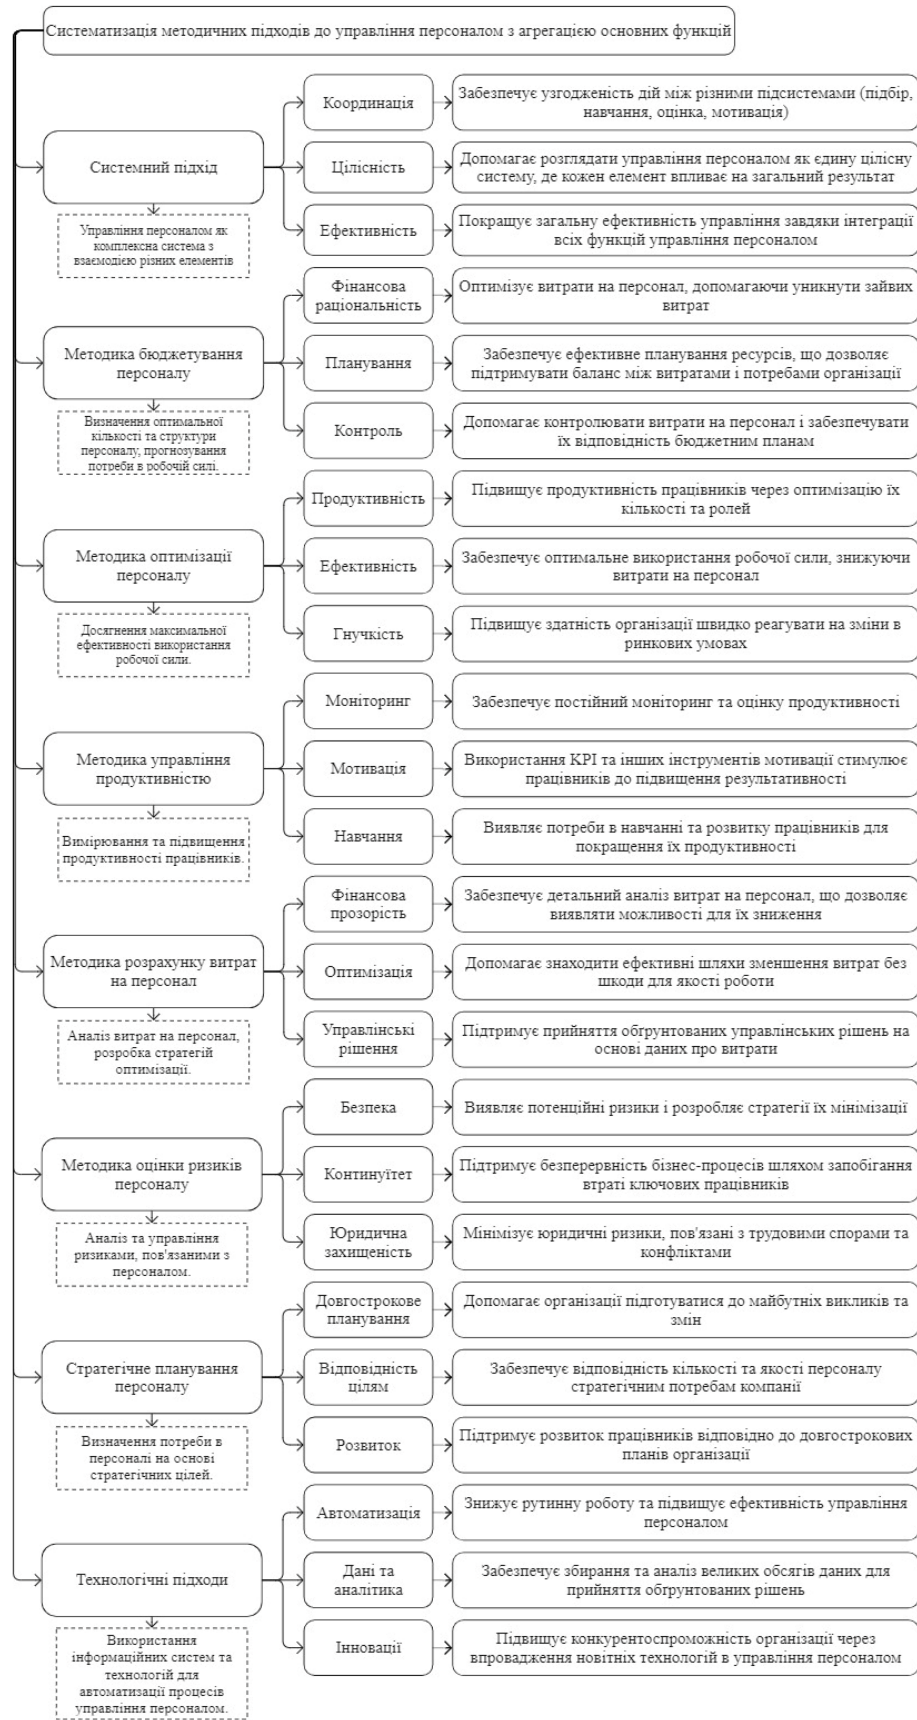 Систематизація методичних підходів до управління персоналом з агрегацією основних функцій
Системний підхід
Управління персоналом як
комплексна система з
взаємодією різних елементів
Координація
Забезпечує узгодженість дій між різними підсистемами (підбір,
навчання, оцінка, мотивація)
Цілісність
Допомагає розглядати управління персоналом як єдину цілісну
систему, де кожен елемент впливає на загальний результат
Ефективність
Покращує загальну ефективність управління завдяки інтеграції
всіх функцій управління персоналом
Методика бюджетування
персоналу
Визначення оптимальної
кількості та структури
персоналу, прогнозування
потреби в робочій силі.
Фінансова
раціональність
Оптимізує витрати на персонал, допомагаючи уникнути зайвих
витрат
Планування
Забезпечує ефективне планування ресурсів, що дозволяє
підтримувати баланс між витратами і потребами організації
Контроль
Допомагає контролювати витрати на персонал і забезпечувати
їх відповідність бюджетним планам
Методика оптимізації
персоналу
Досягнення максимальної
ефективності використання
робочої сили.
Продуктивність
Підвищує продуктивність працівників через оптимізацію їх
кількості та ролей
Ефективність
Забезпечує оптимальне використання робочої сили, знижуючи
витрати на персонал
Гнучкість
Підвищує здатність організації швидко реагувати на зміни в
ринкових умовах
Методика управління
продуктивністю
Вимірювання та підвищення
продуктивності працівників.
Моніторинг
Забезпечує постійний моніторинг та оцінку продуктивності
Мотивація
Використання KPI та інших інструментів мотивації стимулює
працівників до підвищення результативності
Навчання
Виявляє потреби в навчанні та розвитку працівників для
покращення їх продуктивності
Методика розрахунку витрат
на персонал
Аналіз витрат на персонал,
розробка стратегій
оптимізації.
Фінансова
прозорість
Забезпечує детальний аналіз витрат на персонал, що дозволяє
виявляти можливості для їх зниження
Оптимізація
Допомагає знаходити ефективні шляхи зменшення витрат без
шкоди для якості роботи
Управлінські
рішення
Підтримує прийняття обґрунтованих управлінських рішень на
основі даних про витрати
Методика оцінки ризиків
персоналу
Аналіз та управління
ризиками, пов'язаними з
персоналом.
Безпека
Виявляє потенційні ризики і розробляє стратегії їх мінімізації
Континуїтет
Підтримує безперервність бізнес-процесів шляхом запобігання
втраті ключових працівників
Юридична
захищеність
Мінімізує юридичні ризики, пов'язані з трудовими спорами та
конфліктами
Стратегічне планування
персоналу
Визначення потреби в
персоналі на основі
стратегічних цілей.
Довгострокове
планування
Допомагає організації підготуватися до майбутніх викликів та
змін
Відповідність
цілям
Забезпечує відповідність кількості та якості персоналу
стратегічним потребам компанії
Розвиток
Підтримує розвиток працівників відповідно до довгострокових
планів організації
Технологічні підходи
Використання
інформаційних систем та
технологій для
автоматизації процесів
управління персоналом.
Автоматизація
Знижує рутинну роботу та підвищує ефективність управління
персоналом
Дані та
аналітика
Забезпечує збирання та аналіз великих обсягів даних для
прийняття обґрунтованих рішень
Інновації
Підвищує конкурентоспроможність організації через
впровадження новітніх технологій в управління персоналом